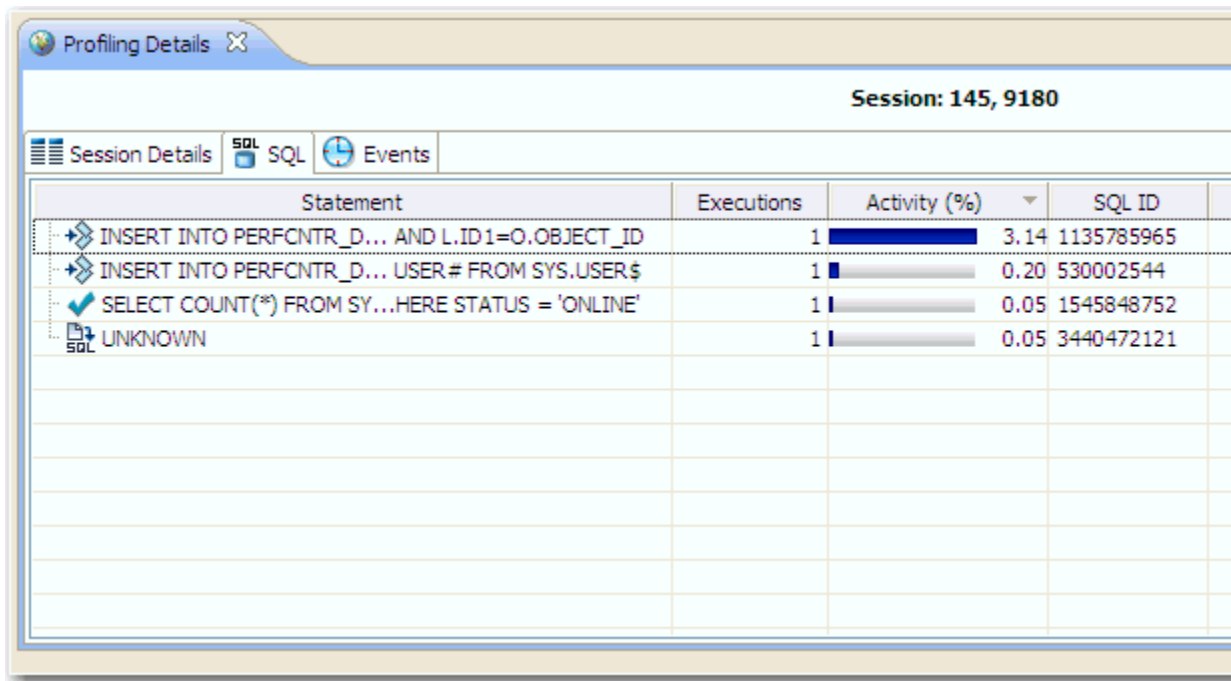 Profiling Details
Session: 145, 9180
Session Details SQL SQL Events
Statement Executions Activity (%) SQL ID
INSERT INTO PERFCNTR_D... AND L.ID1=O.OBJECT_ID 1 3.14 1135785965
INSERT INTO PERFCNTR_D... USER# FROM SYS.USER$ 1 0.20 530002544
SELECT COUNT(*) FROM SY...HERE STATUS = 'ONLINE' 1 0.05 1545848752
SQL UNKNOWN 1 0.05 3440472121